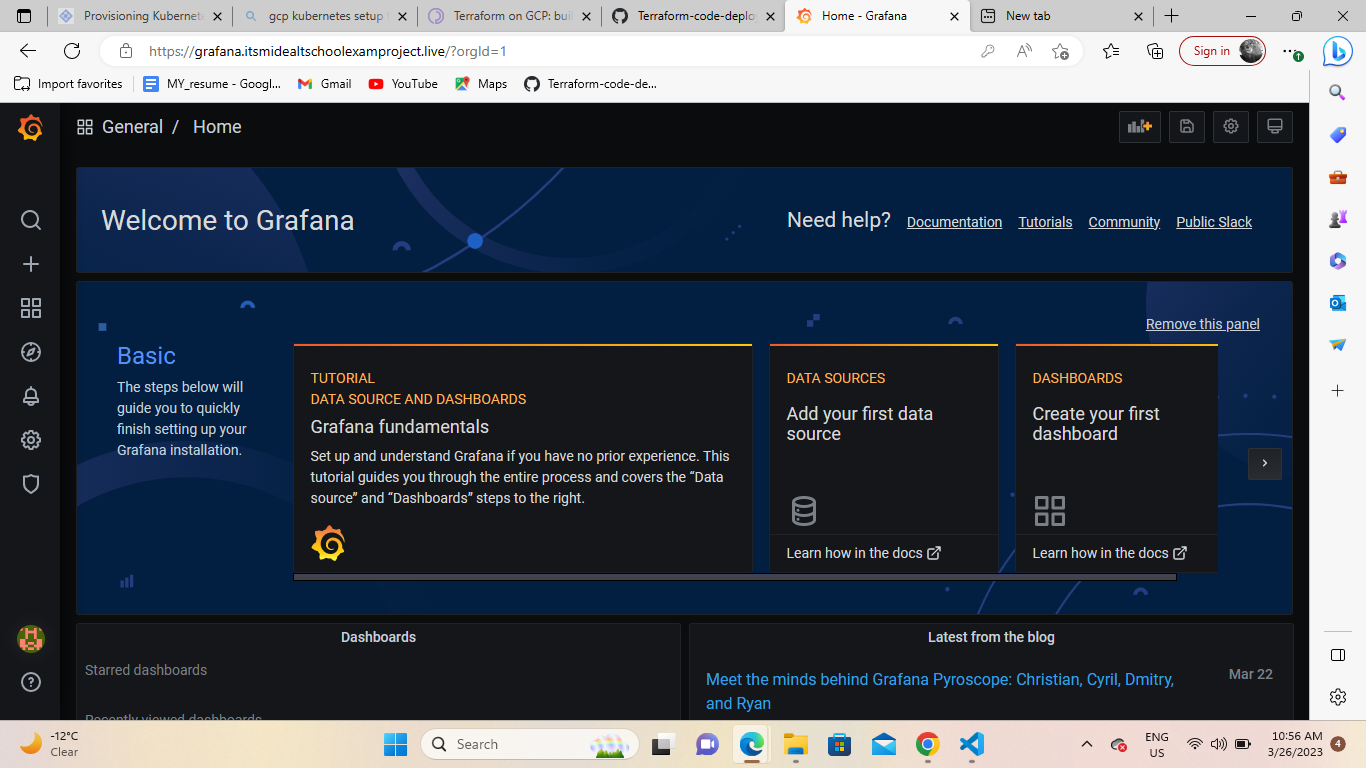 Provisioning Kubernete
gcp kubernetes setup
Terraform on GCP: buil
Terraform-code-deplo
Home - Grafana
New tab
https://grafana.itsmidealtschoolexamproject.live/?orgId=1
Sign in
Import favorites
MY_resume - Googl...
Gmail
YouTube
Maps
Terraform-code-de...
General / Home
Welcome to Grafana
Need help?
Documentation
Tutorials
Community
Public Slack
Remove this panel
Basic
The steps below will
guide you to quickly
finish setting up your
Grafana installation.
TUTORIAL
DATA SOURCE AND DASHBOARDS
Grafana fundamentals
Set up and understand Grafana if you have no prior experience. This
tutorial guides you through the entire process and covers the “Data
source” and “Dashboards” steps to the right.
DATA SOURCES
Add your first data
source
Learn how in the docs
DASHBOARDS
Create your first
dashboard
Learn how in the docs
Dashboards
Starred dashboards
Recently viewed dashboards
Latest from the blog
Meet the minds behind Grafana Pyroscope: Christian, Cyril, Dmitry,
and Ryan
Mar 22
-12°C
Clear
Search
ENG
US
10:56 AM
3/26/2023
4